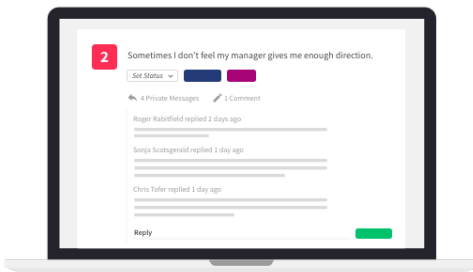 2
Sometimes I don't feel my manager gives me enough direction.
Set Status
4 Private Messages 1 Comment
Roger Rabitfield replied 2 days ago
Sonja Scotsgerald replied 1 day ago
Chris Tofer replied 1 day ago
Reply